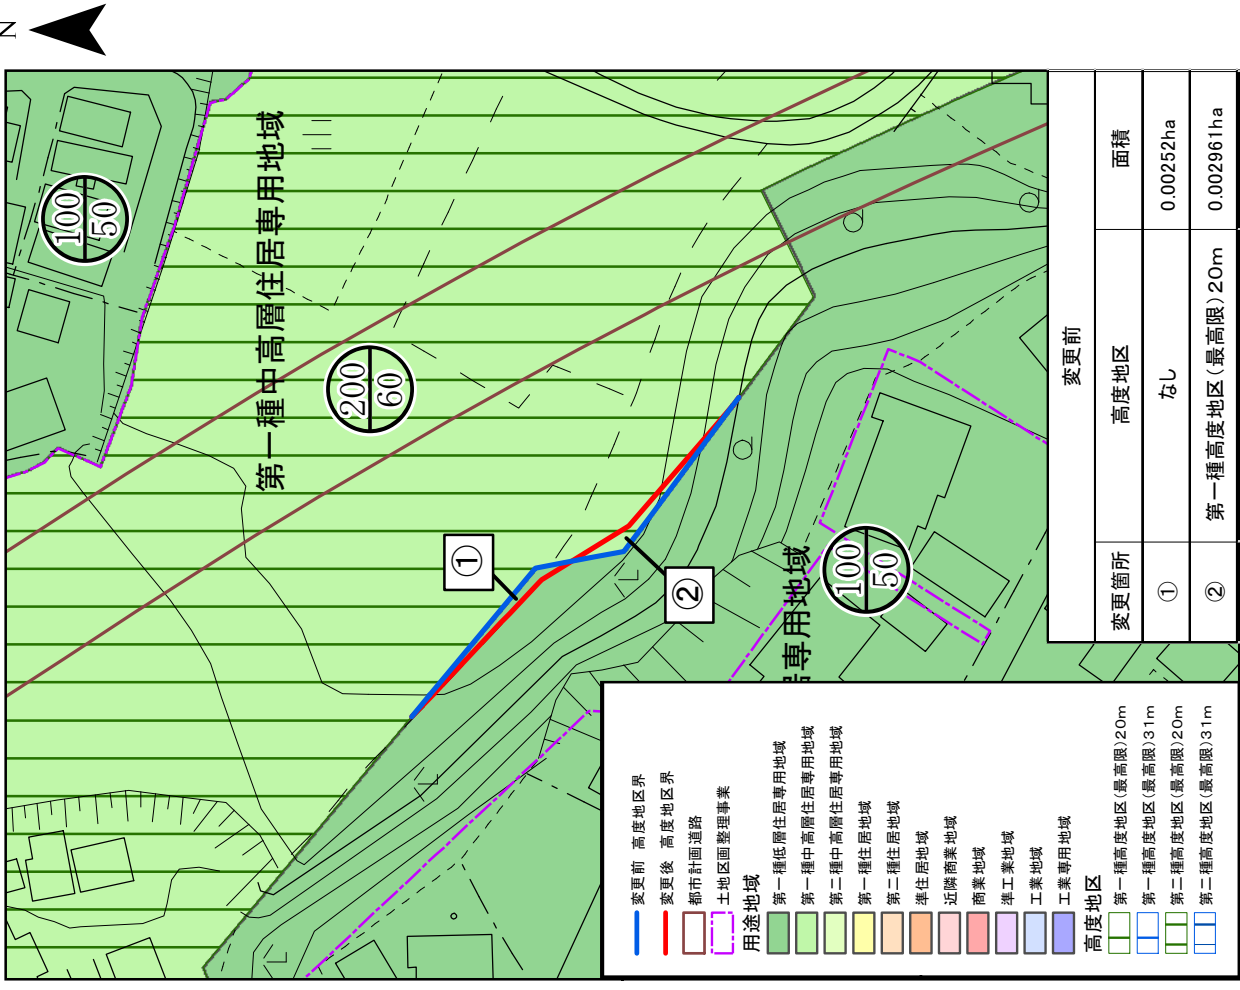 N
第一種中高層住居専用地域
100
50
200
60
100
50
居専用地域
①
②
変更前
変更箇所 高度地区 面積
① なし 0.00252ha
② 第一種高度地区(最高限)20m 0.002961ha
変更前 高度地区界
変更後 高度地区界
都市計画道路
土地区画整理事業
用途地域
第一種低層住居専用地域
第一種中高層住居専用地域
第二種中高層住居専用地域
第一種住居地域
第二種住居地域
準住居地域
近隣商業地域
商業地域
準工業地域
工業地域
工業専用地域
高度地区
第一種高度地区(最高限)20m
第一種高度地区(最高限)31m
第二種高度地区(最高限)20m
第二種高度地区(最高限)31m